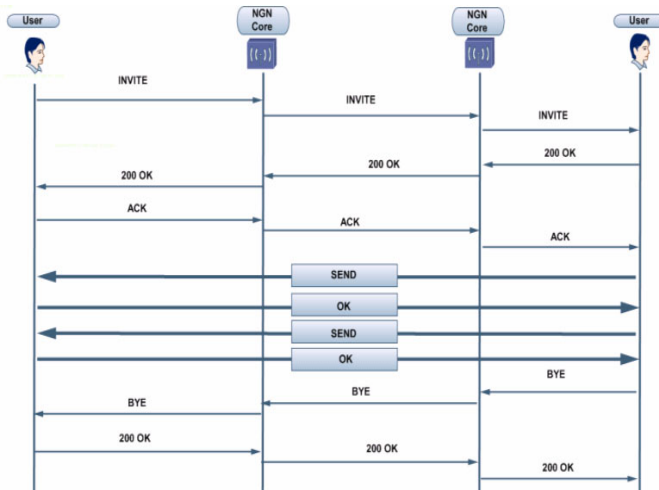 User
NGN
Core
NGN
Core
User
INVITE
INVITE
INVITE
200 OK
200 OK
200 OK
ACK
ACK
ACK
SEND
OK
SEND
OK
BYE
BYE
BYE
200 OK
200 OK
200 OK